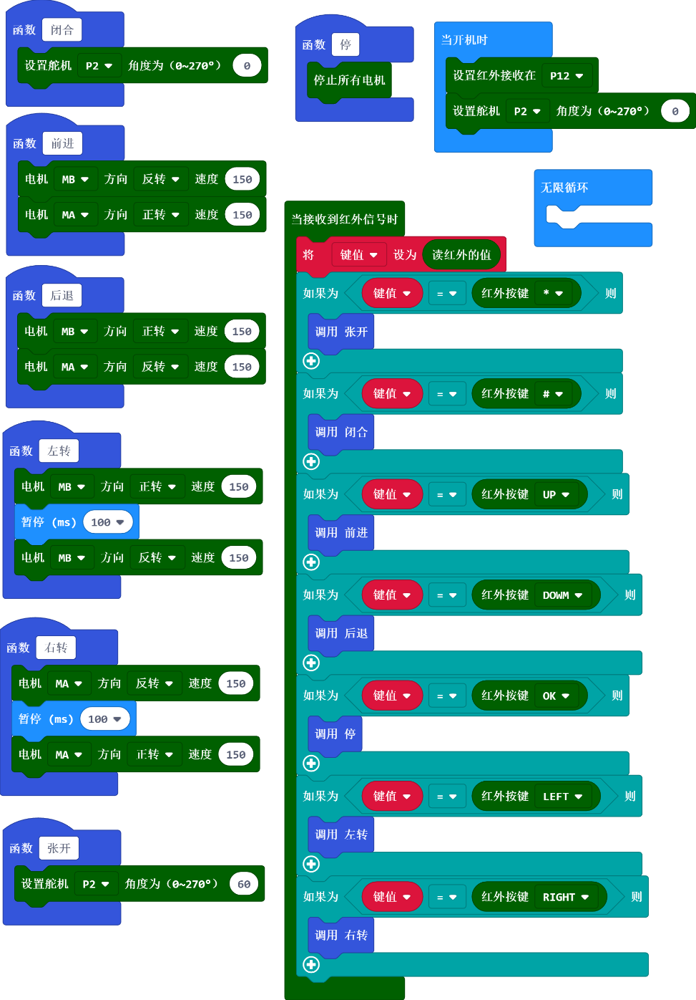 函数 闭合
设置舵机 P2 角度为（0~270°） 0
函数 前进
电机 MB 方向 反转 速度 150
电机 MA 方向 正转 速度 150
函数 后退
电机 MB 方向 正转 速度 150
电机 MA 方向 反转 速度 150
函数 左转
电机 MB 方向 正转 速度 150
暂停 (ms) 100
电机 MB 方向 反转 速度 150
函数 右转
电机 MA 方向 反转 速度 150
暂停 (ms) 100
电机 MA 方向 正转 速度 150
函数 张开
设置舵机 P2 角度为（0~270°） 60
函数 停
停止所有电机
当开机时
设置红外接收在 P12
设置舵机 P2 角度为（0~270°） 0
无限循环
当接收到红外信号时
将 键值 设为 读红外的值
如果为 键值 = 红外按键 * 则
调用 张开
如果为 键值 = 红外按键 # 则
调用 闭合
如果为 键值 = 红外按键 UP 则
调用 前进
如果为 键值 = 红外按键 DOWM 则
调用 后退
如果为 键值 = 红外按键 OK 则
调用 停
如果为 键值 = 红外按键 LEFT 则
调用 左转
如果为 键值 = 红外按键 RIGHT 则
调用 右转